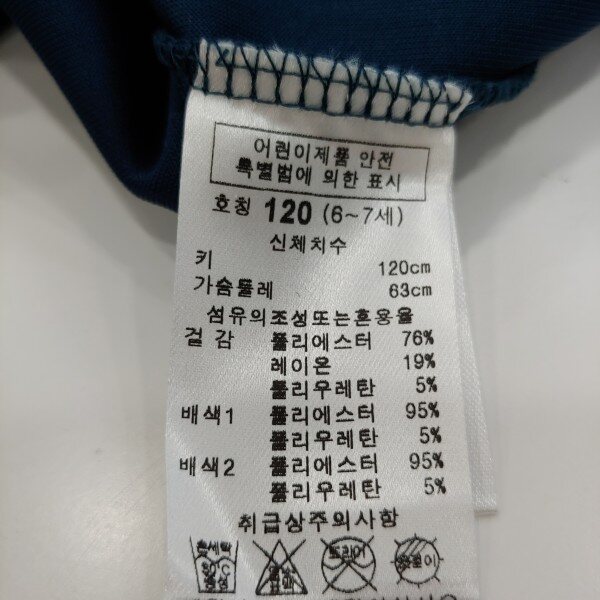 어린이제품 안전
특별법에 의한 표시
호칭 120 (6~7세)
신체치수
키 120cm
가슴둘레 63cm
섬유의조성또는혼용율
겉 감 폴리에스터 76%
레이온 19%
폴리우레탄 5%
배색1 폴리에스터 95%
폴리우레탄 5%
배색2 폴리에스터 95%
폴리우레탄 5%
취급상주의사항
드라이